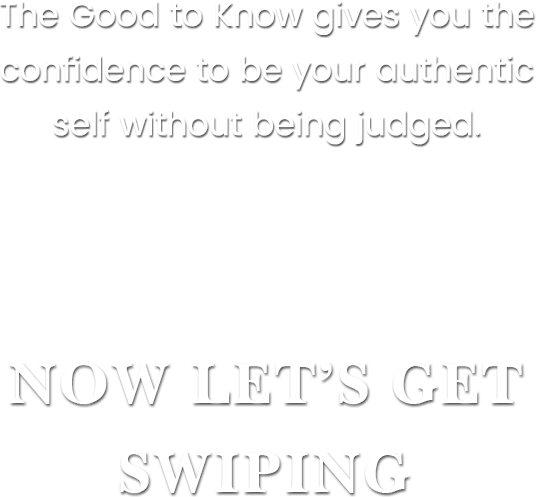 The Good to Know gives you the
confidence to be your authentic
self without being judged.
NOW LET'S GET
SWIPING